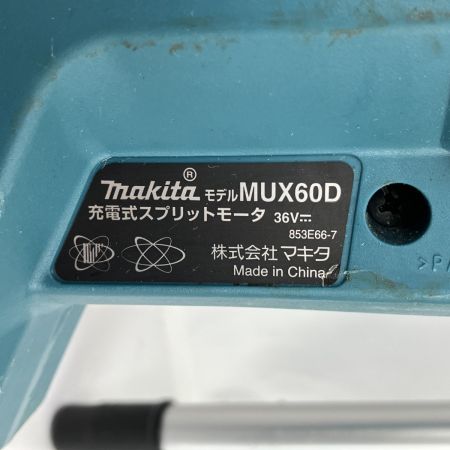 ®
makita モデルMUX60D
充電式スプリットモータ 36V⎓
853E66-7
株式会社 マキタ
Made in China
>PA